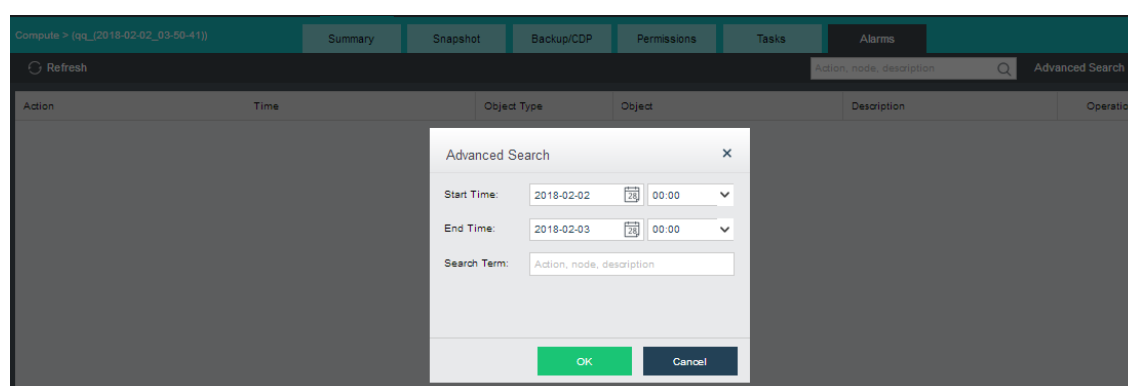 Compute > (qq_(2018-02-02_03-50-41)) Summary Snapshot Backup/CDP Permissions Tasks Alarms
Refresh Action, node, description Advanced Search
Action Time Object Type Object Description Operatio
Advanced Search
Start Time: 2018-02-02 28 00:00
End Time: 2018-02-03 28 00:00
Search Term: Action, node, description
OK Cancel